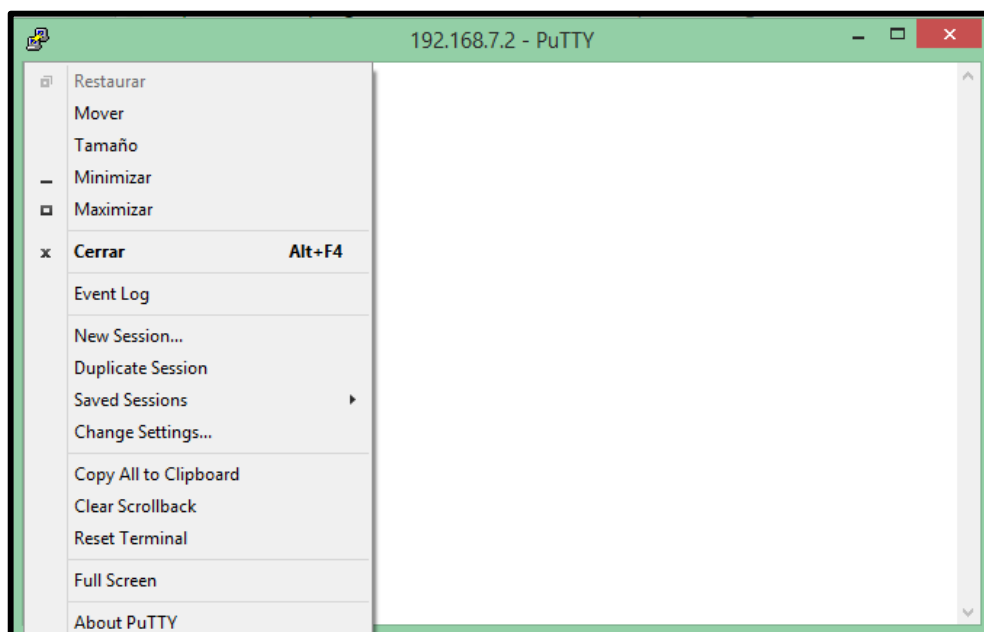 192.168.7.2 - PuTTY
Restaurar
Mover
Tamaño
Minimizar
Maximizar
Cerrar Alt+F4
Event Log
New Session...
Duplicate Session
Saved Sessions
Change Settings...
Copy All to Clipboard
Clear Scrollback
Reset Terminal
Full Screen
About PuTTY